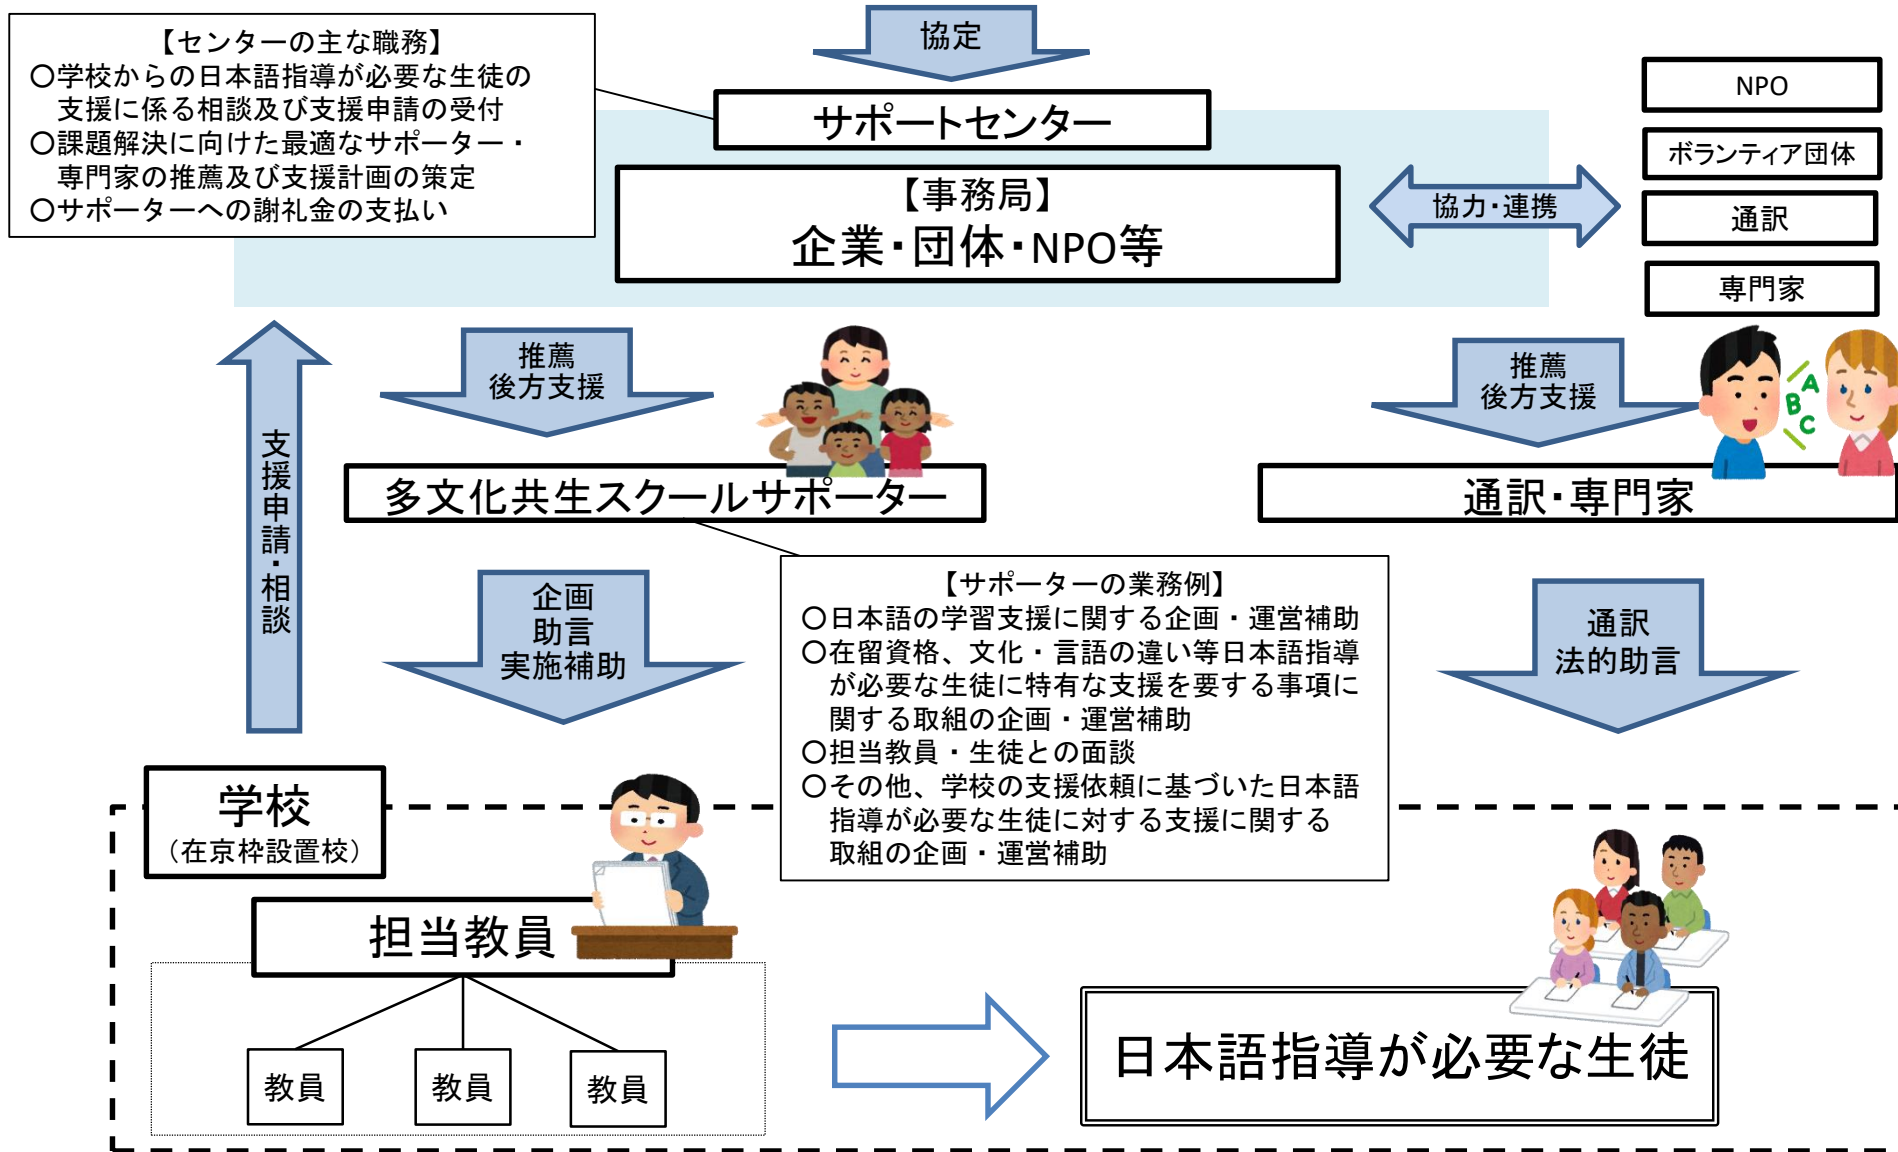 協定
【センターの主な職務】
○学校からの日本語指導が必要な生徒の
支援に係る相談及び支援申請の受付
○課題解決に向けた最適なサポーター・
専門家の推薦及び支援計画の策定
○サポーターへの謝礼金の支払い
サポートセンター
【事務局】
企業・団体・NPO等
協力・連携
NPO
ボランティア団体
通訳
専門家
支援申請・相談
推薦
後方支援
推薦
後方支援
A
B
C
多文化共生スクールサポーター
通訳・専門家
企画
助言
実施補助
【サポーターの業務例】
○日本語の学習支援に関する企画・運営補助
○在留資格、文化・言語の違い等日本語指導
が必要な生徒に特有な支援を要する事項に
関する取組の企画・運営補助
○担当教員・生徒との面談
○その他、学校の支援依頼に基づいた日本語
指導が必要な生徒に対する支援に関する
取組の企画・運営補助
通訳
法的助言
学校
（在京枠設置校）
担当教員
教員
教員
教員
日本語指導が必要な生徒